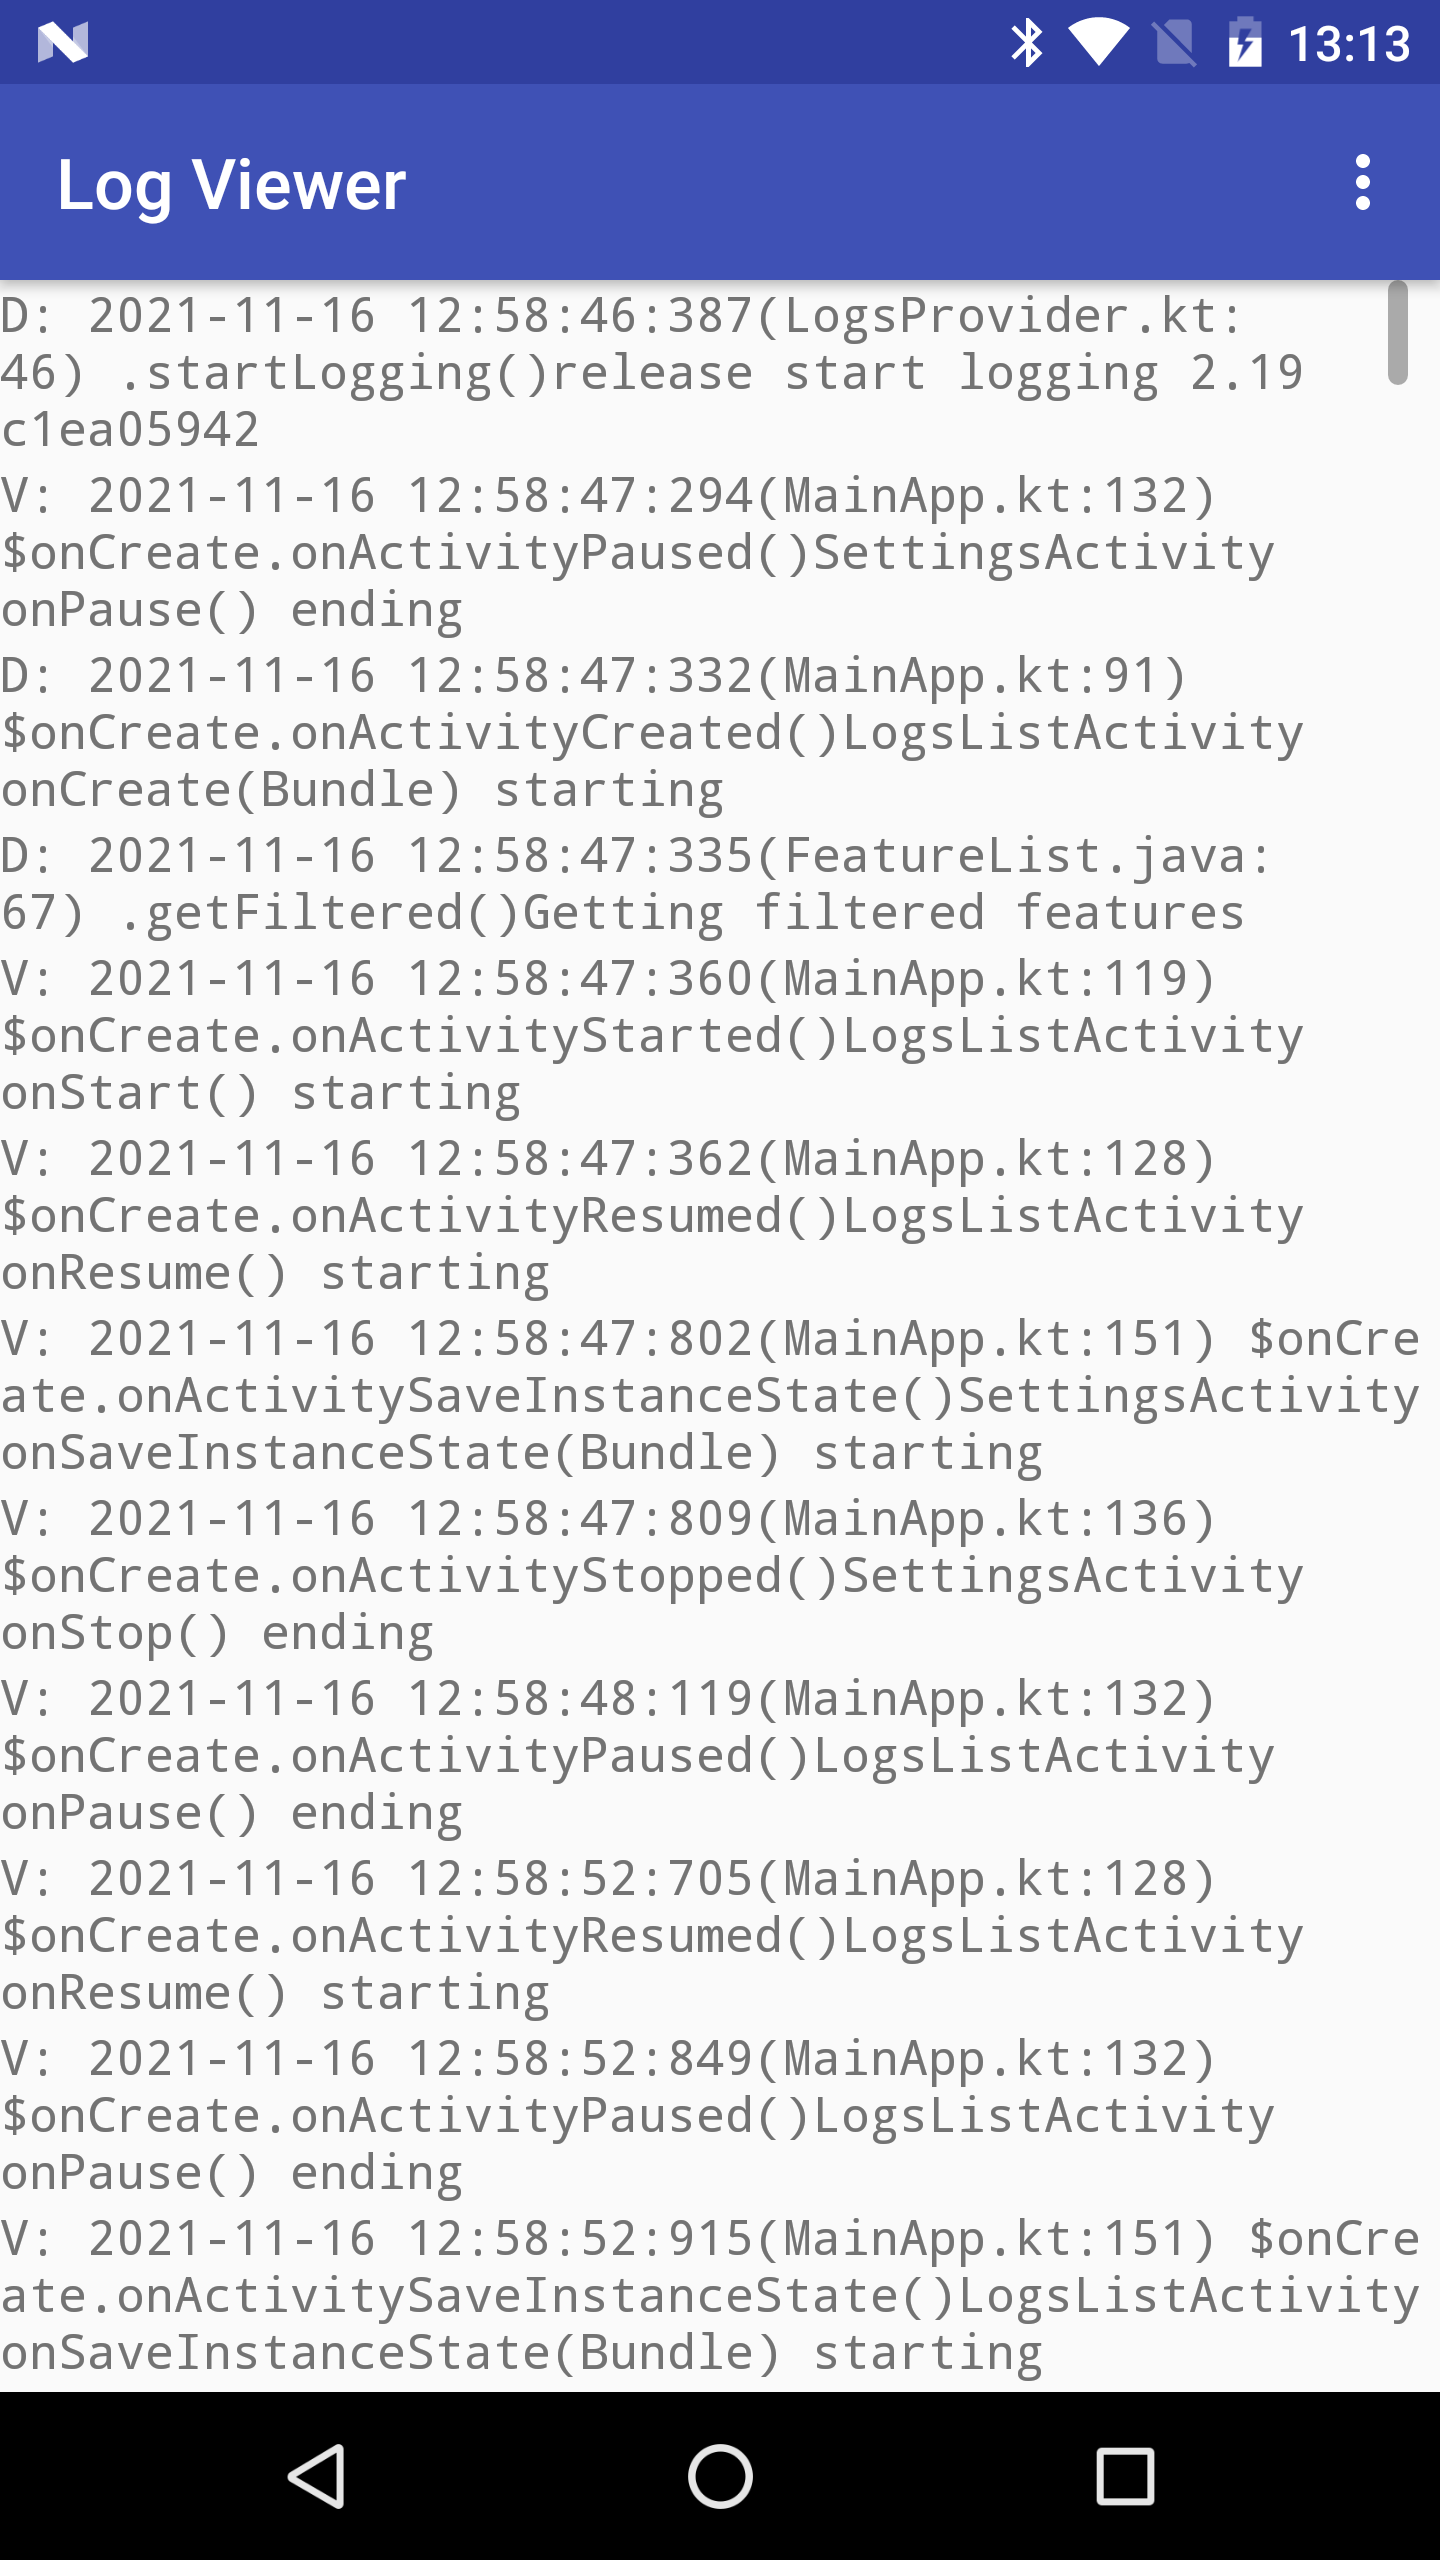 13:13
Log Viewer
D: 2021-11-16 12:58:46:387(LogsProvider.kt:
46) .startLogging()release start logging 2.19
c1ea05942
V: 2021-11-16 12:58:47:294(MainApp.kt:132)
$onCreate.onActivityPaused()SettingsActivity
onPause() ending
D: 2021-11-16 12:58:47:332(MainApp.kt:91)
$onCreate.onActivityCreated()LogsListActivity
onCreate(Bundle) starting
D: 2021-11-16 12:58:47:335(FeatureList.java:
67) .getFiltered()Getting filtered features
V: 2021-11-16 12:58:47:360(MainApp.kt:119)
$onCreate.onActivityStarted()LogsListActivity
onStart() starting
V: 2021-11-16 12:58:47:362(MainApp.kt:128)
$onCreate.onActivityResumed()LogsListActivity
onResume() starting
V: 2021-11-16 12:58:47:802(MainApp.kt:151) $onCre
ate.onActivitySaveInstanceState()SettingsActivity
onSaveInstanceState(Bundle) starting
V: 2021-11-16 12:58:47:809(MainApp.kt:136)
$onCreate.onActivityStopped()SettingsActivity
onStop() ending
V: 2021-11-16 12:58:48:119(MainApp.kt:132)
$onCreate.onActivityPaused()LogsListActivity
onPause() ending
V: 2021-11-16 12:58:52:705(MainApp.kt:128)
$onCreate.onActivityResumed()LogsListActivity
onResume() starting
V: 2021-11-16 12:58:52:849(MainApp.kt:132)
$onCreate.onActivityPaused()LogsListActivity
onPause() ending
V: 2021-11-16 12:58:52:915(MainApp.kt:151) $onCre
ate.onActivitySaveInstanceState()LogsListActivity
onSaveInstanceState(Bundle) starting